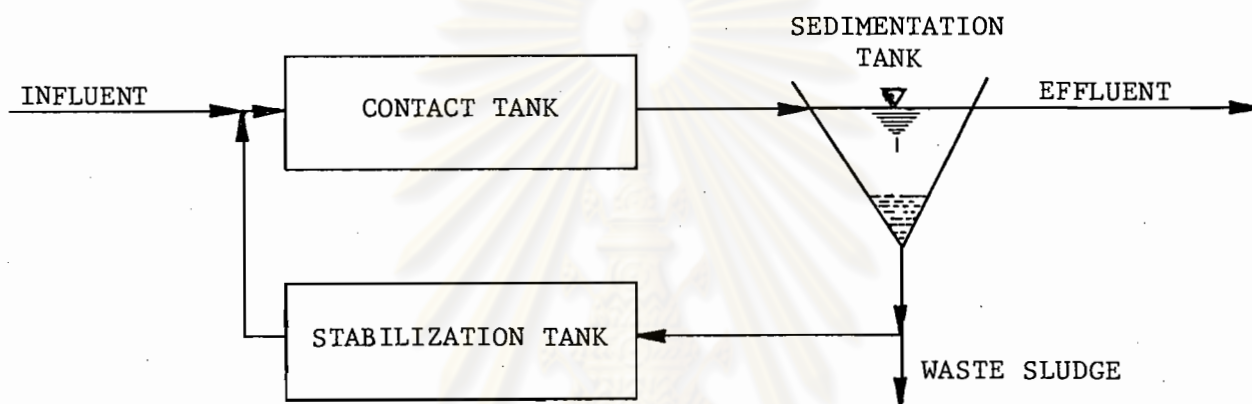 SEDIMENTATION
TANK
INFLUENT
CONTACT TANK
EFFLUENT
STABILIZATION TANK
WASTE SLUDGE